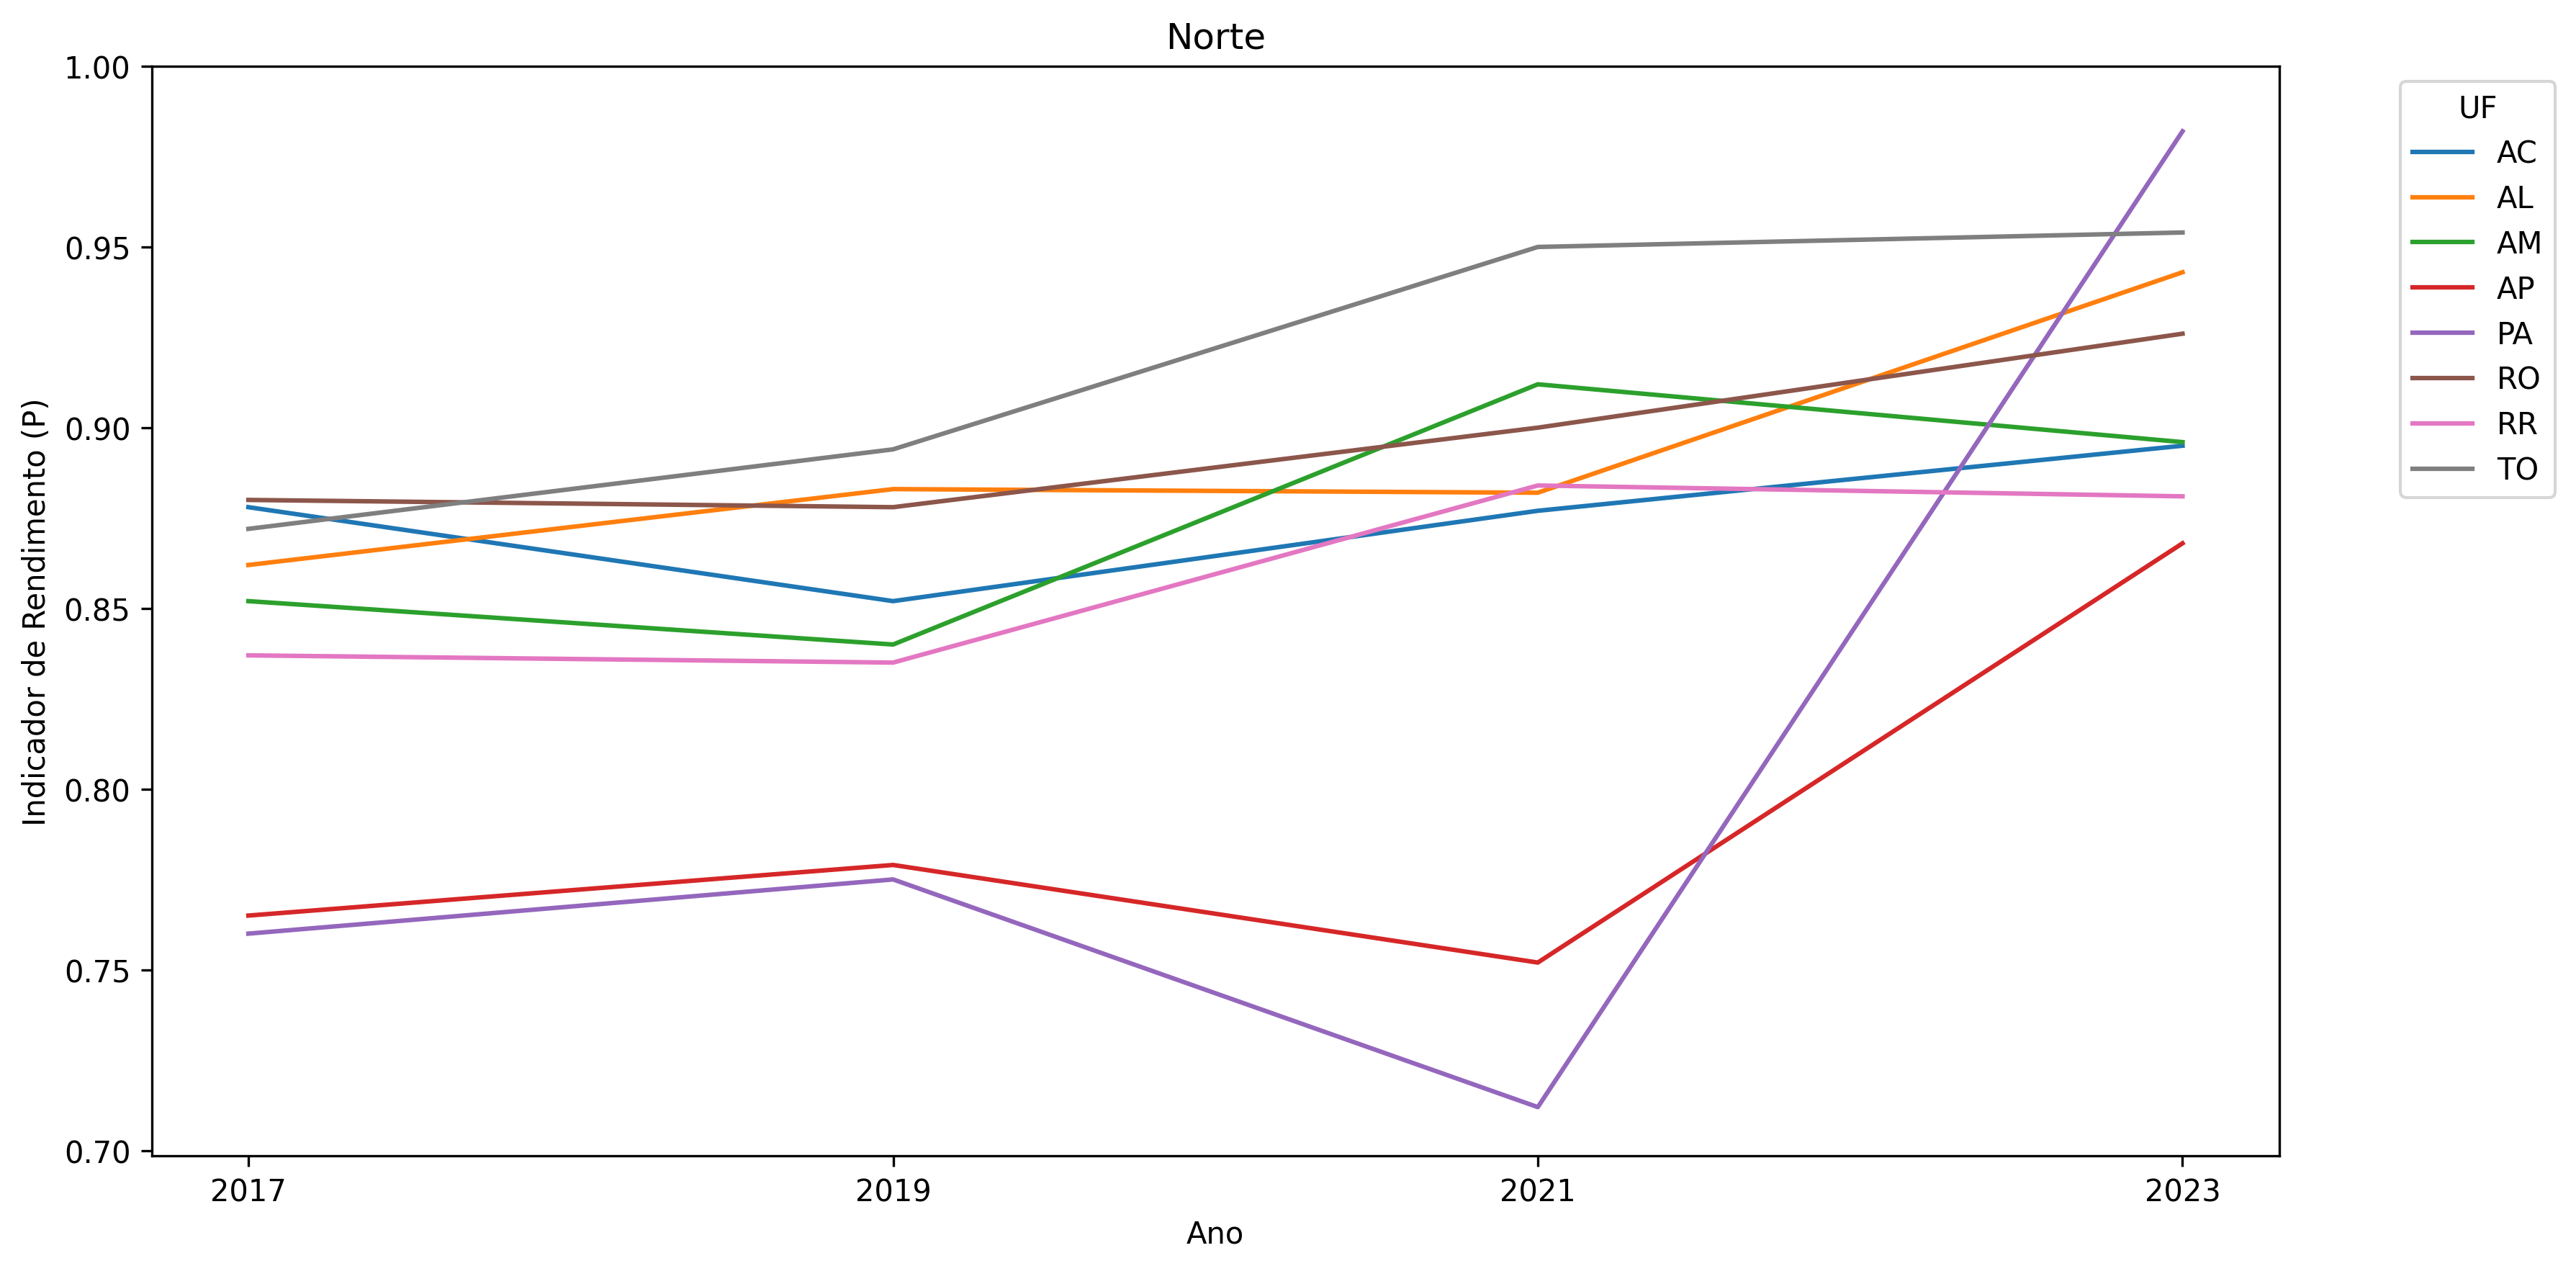 Norte
1.00
0.95
0.90
0.85
0.80
0.75
0.70
Indicador de Rendimento (P)
2017 2019 2021 2023
Ano
UF
AC
AL
AM
AP
PA
RO
RR
TO